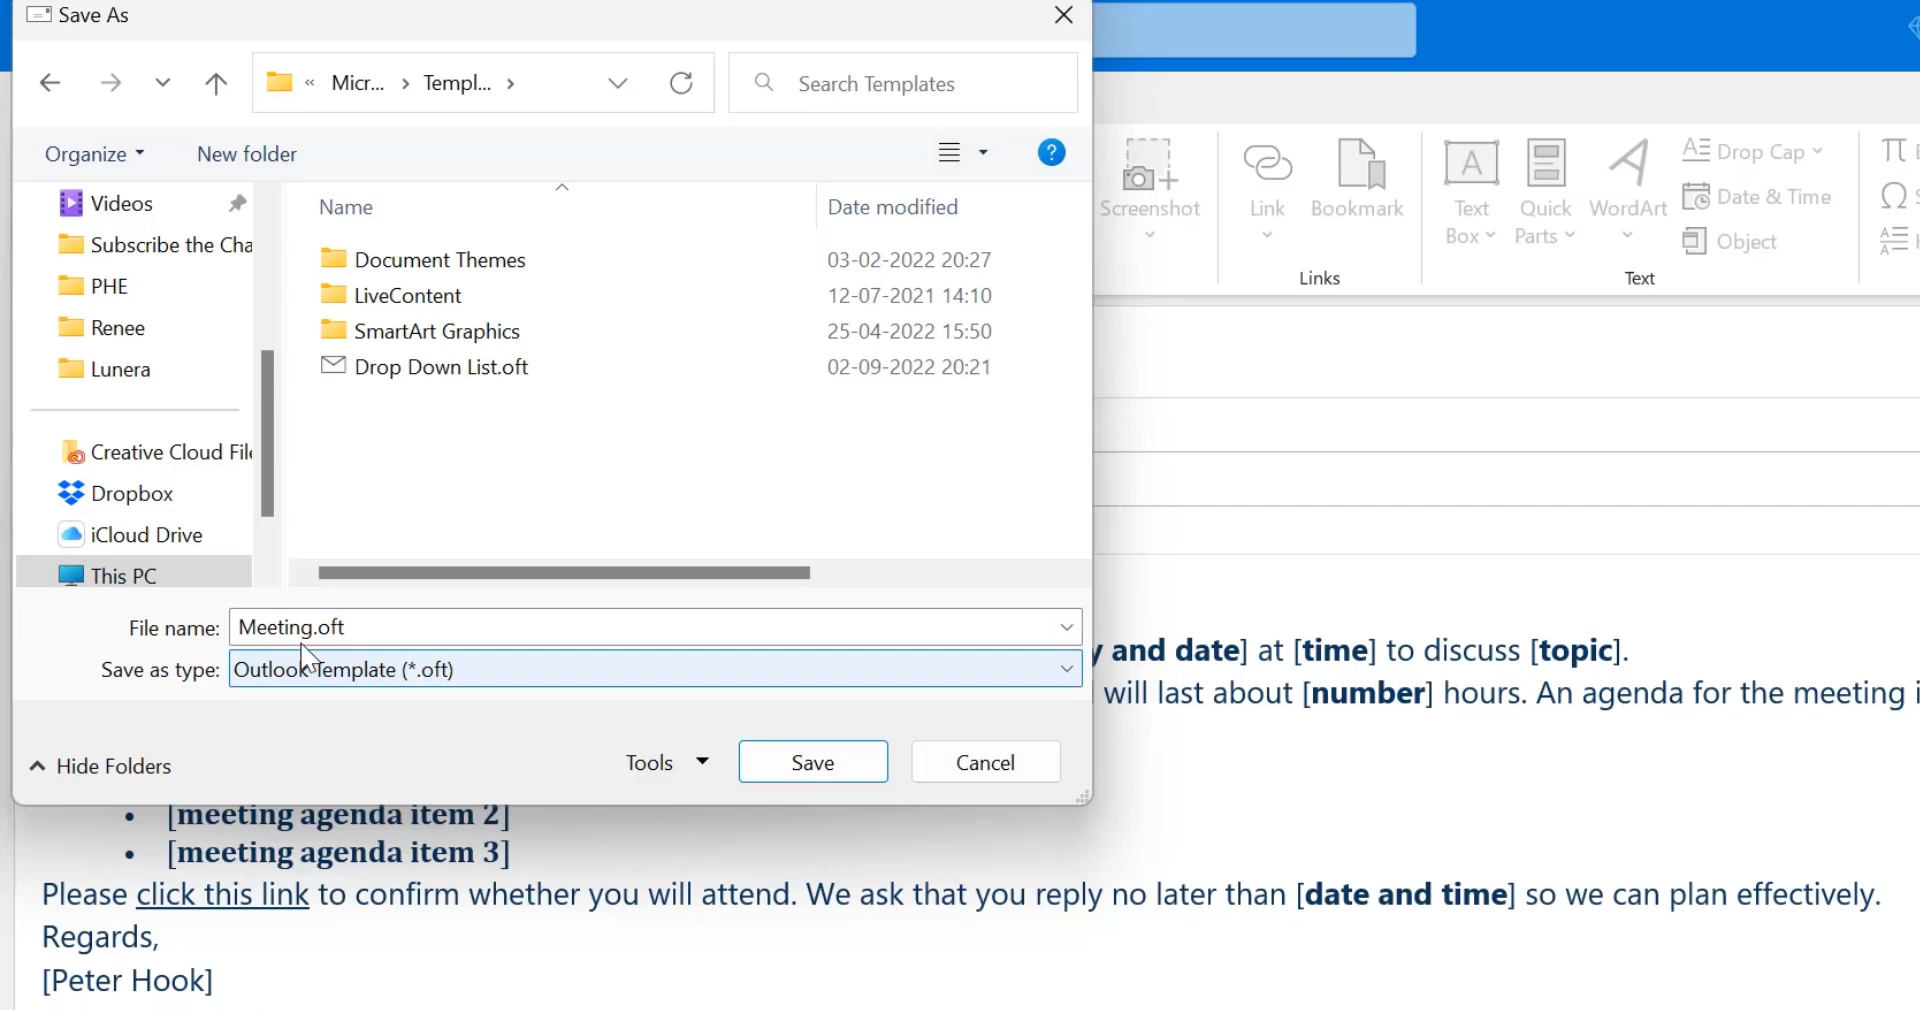 Save As
« Micr... › Templ... ›
Search Templates
Organize
New folder
?
Videos
Subscribe the Cha
PHE
Renee
Lunera
Creative Cloud File
Dropbox
iCloud Drive
This PC
Name
Date modified
Document Themes 03-02-2022 20:27
LiveContent 12-07-2021 14:10
SmartArt Graphics 25-04-2022 15:50
Drop Down List.oft 02-09-2022 20:21
File name: Meeting.oft
Save as type: Outlook Template (*.oft)
Hide Folders
Tools
Save
Cancel
Screenshot
Link
Bookmark
Links
Text Box
Quick Parts
WordArt
Drop Cap
Date & Time
Object
Text
and date] at [time] to discuss [topic].
will last about [number] hours. An agenda for the meeting
• [meeting agenda item 2]
• [meeting agenda item 3]
Please click this link to confirm whether you will attend. We ask that you reply no later than [date and time] so we can plan effectively.
Regards,
[Peter Hook]